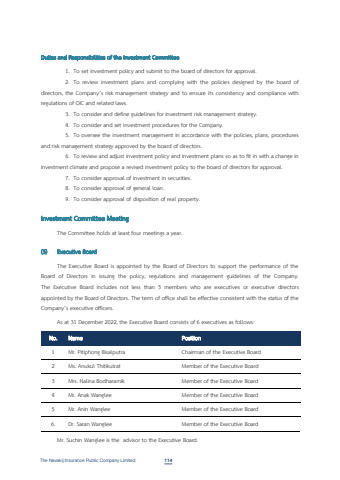 Duties and Responsibilities of the Investment Committee
1. To set investment policy and submit to the board of directors for approval.
2. To review investment plans and complying with the policies designed by the board of
directors, the Company's risk management strategy and to ensure its consistency and compliance with
regulations of OIC and related laws.
3. To consider and define guidelines for investment risk management strategy.
4. To consider and set investment procedures for the Company.
5. To oversee the investment management in accordance with the policies, plans, procedures
and risk management strategy approved by the board of directors.
6. To review and adjust investment policy and investment plans so as to fit in with a change in
investment climate and propose a revised investment policy to the board of directors for approval.
7. To consider approval of investment in securities.
8. To consider approval of general loan.
9. To consider approval of disposition of real property.
Investment Committee Meeting
The Committee holds at least four meetings a year.
(3) Executive Board
The Executive Board is appointed by the Board of Directors to support the performance of the
Board of Directors in issuing the policy, regulations and management guidelines of the Company.
The Executive Board includes not less than 3 members who are executives or executive directors
appointed by the Board of Directors. The term of office shall be effective consistent with the status of the
Company's executive officers.
As at 31 December 2022, the Executive Board consists of 6 executives as follows:
No. Name Position
1 Mr. Pitiphong Bisalputra Chairman of the Executive Board
2 Ms. Anukul Thitikulrat Member of the Executive Board
3 Mrs. Nalina Bodharamik Member of the Executive Board
4 Mr. Anak Wanglee Member of the Executive Board
5 Mr. Anin Wanglee Member of the Executive Board
6. Dr. Saran Wanglee Member of the Executive Board
Mr. Suchin Wanglee is the advisor to the Executive Board.
The Navakij Insurance Public Company Limited 114